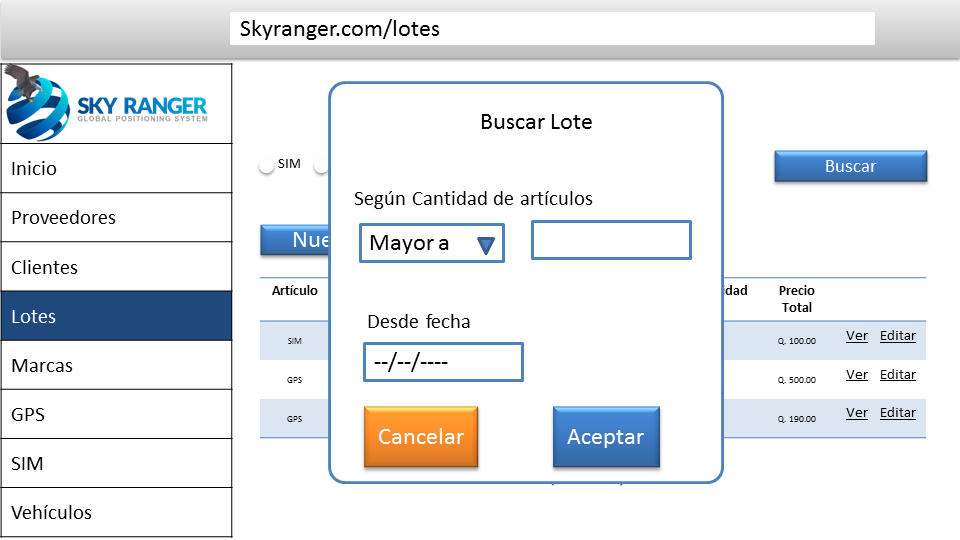 Skyranger.com/lotes
SKY RANGER
GLOBAL POSITIONING SYSTEM
Inicio
Proveedores
Clientes
Lotes
Marcas
GPS
SIM
Vehículos
SIM
Buscar
Nue
Artículo
dad
Precio
Total
SIM
Q. 100.00
Ver
Editar
GPS
Q. 500.00
Ver
Editar
GPS
Q. 190.00
Ver
Editar
Buscar Lote
Según Cantidad de artículos
Mayor a
Desde fecha
--/--/----
Cancelar
Aceptar